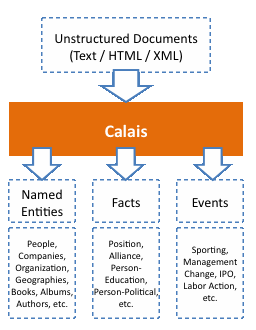 Unstructured Documents
(Text / HTML / XML)
Calais
Named
Entities
People,
Companies,
Organization,
Geographies,
Books, Albums,
Authors, etc.
Facts
Position,
Alliance,
Person-
Education,
Person-Political,
etc.
Events
Sporting,
Management
Change, IPO,
Labor Action,
etc.